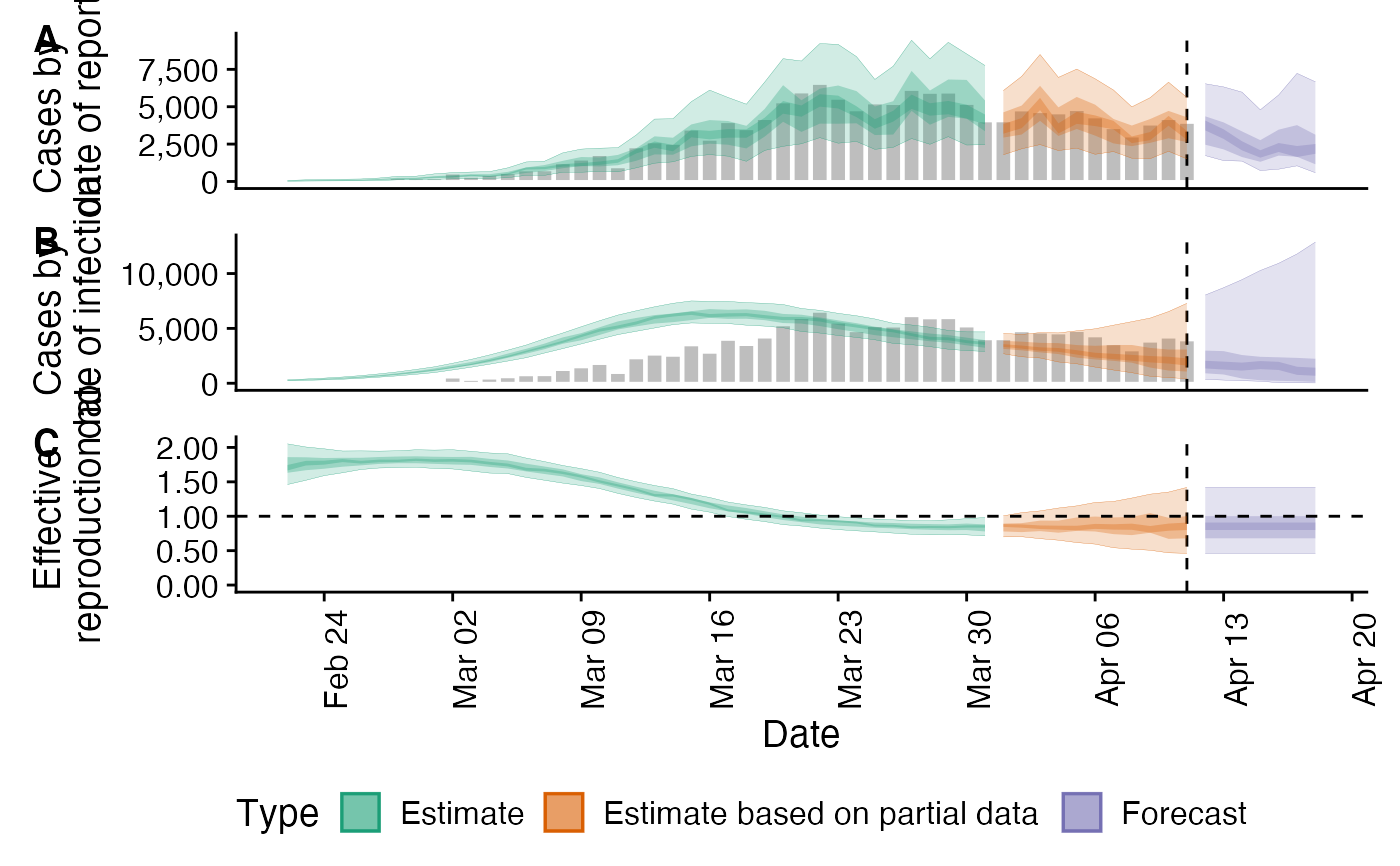 A
Cases by
date of report
7,500
5,000
2,500
0
B
Cases by
date of infection
10,000
5,000
0
C
Effective
reproduction no.
2.00
1.50
1.00
0.50
0.00
Feb 24
Mar 02
Mar 09
Mar 16
Mar 23
Mar 30
Apr 06
Apr 13
Apr 20
Date
Type
Estimate
Estimate based on partial data
Forecast